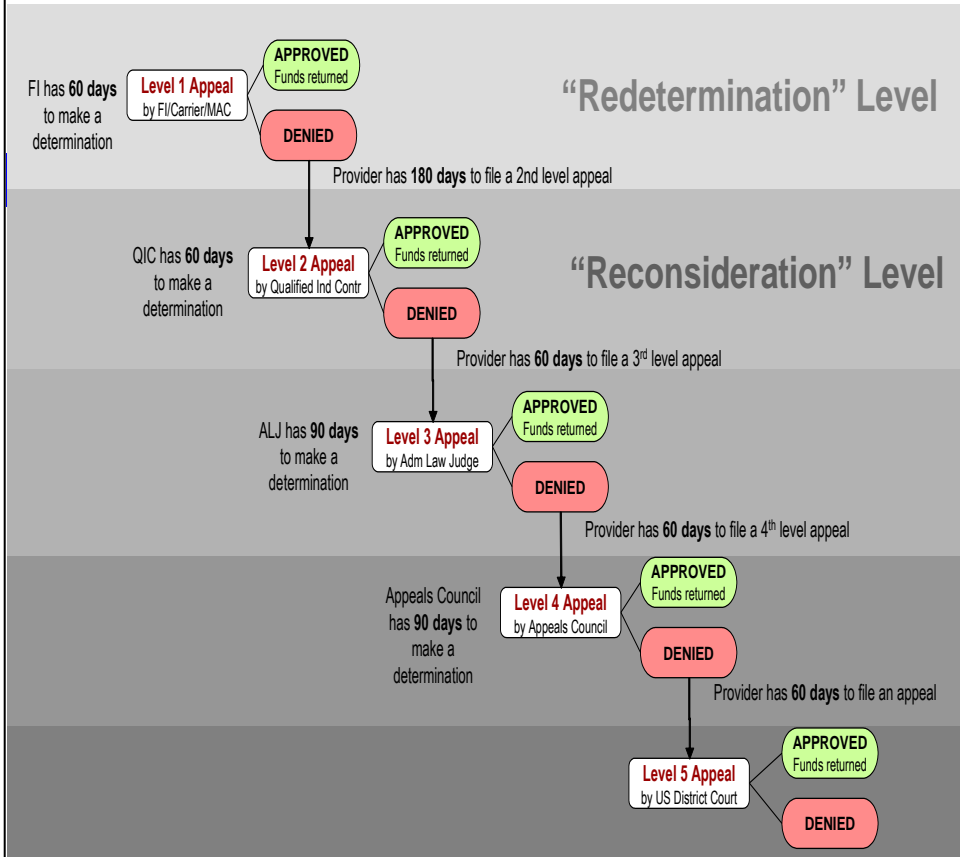 APPROVED
Funds returned
FI has 60 days
to make a
determination
Level 1 Appeal
by FI/Carrier/MAC
“Redetermination” Level
DENIED
Provider has 180 days to file a 2nd level appeal
APPROVED
Funds returned
QIC has 60 days
to make a
determination
Level 2 Appeal
by Qualified Ind Contr
“Reconsideration” Level
DENIED
Provider has 60 days to file a 3rd level appeal
APPROVED
Funds returned
ALJ has 90 days
to make a
determination
Level 3 Appeal
by Adm Law Judge
DENIED
Provider has 60 days to file a 4th level appeal
APPROVED
Funds returned
Appeals Council
has 90 days to
make a
determination
Level 4 Appeal
by Appeals Council
DENIED
Provider has 60 days to file an appeal
APPROVED
Funds returned
Level 5 Appeal
by US District Court
DENIED